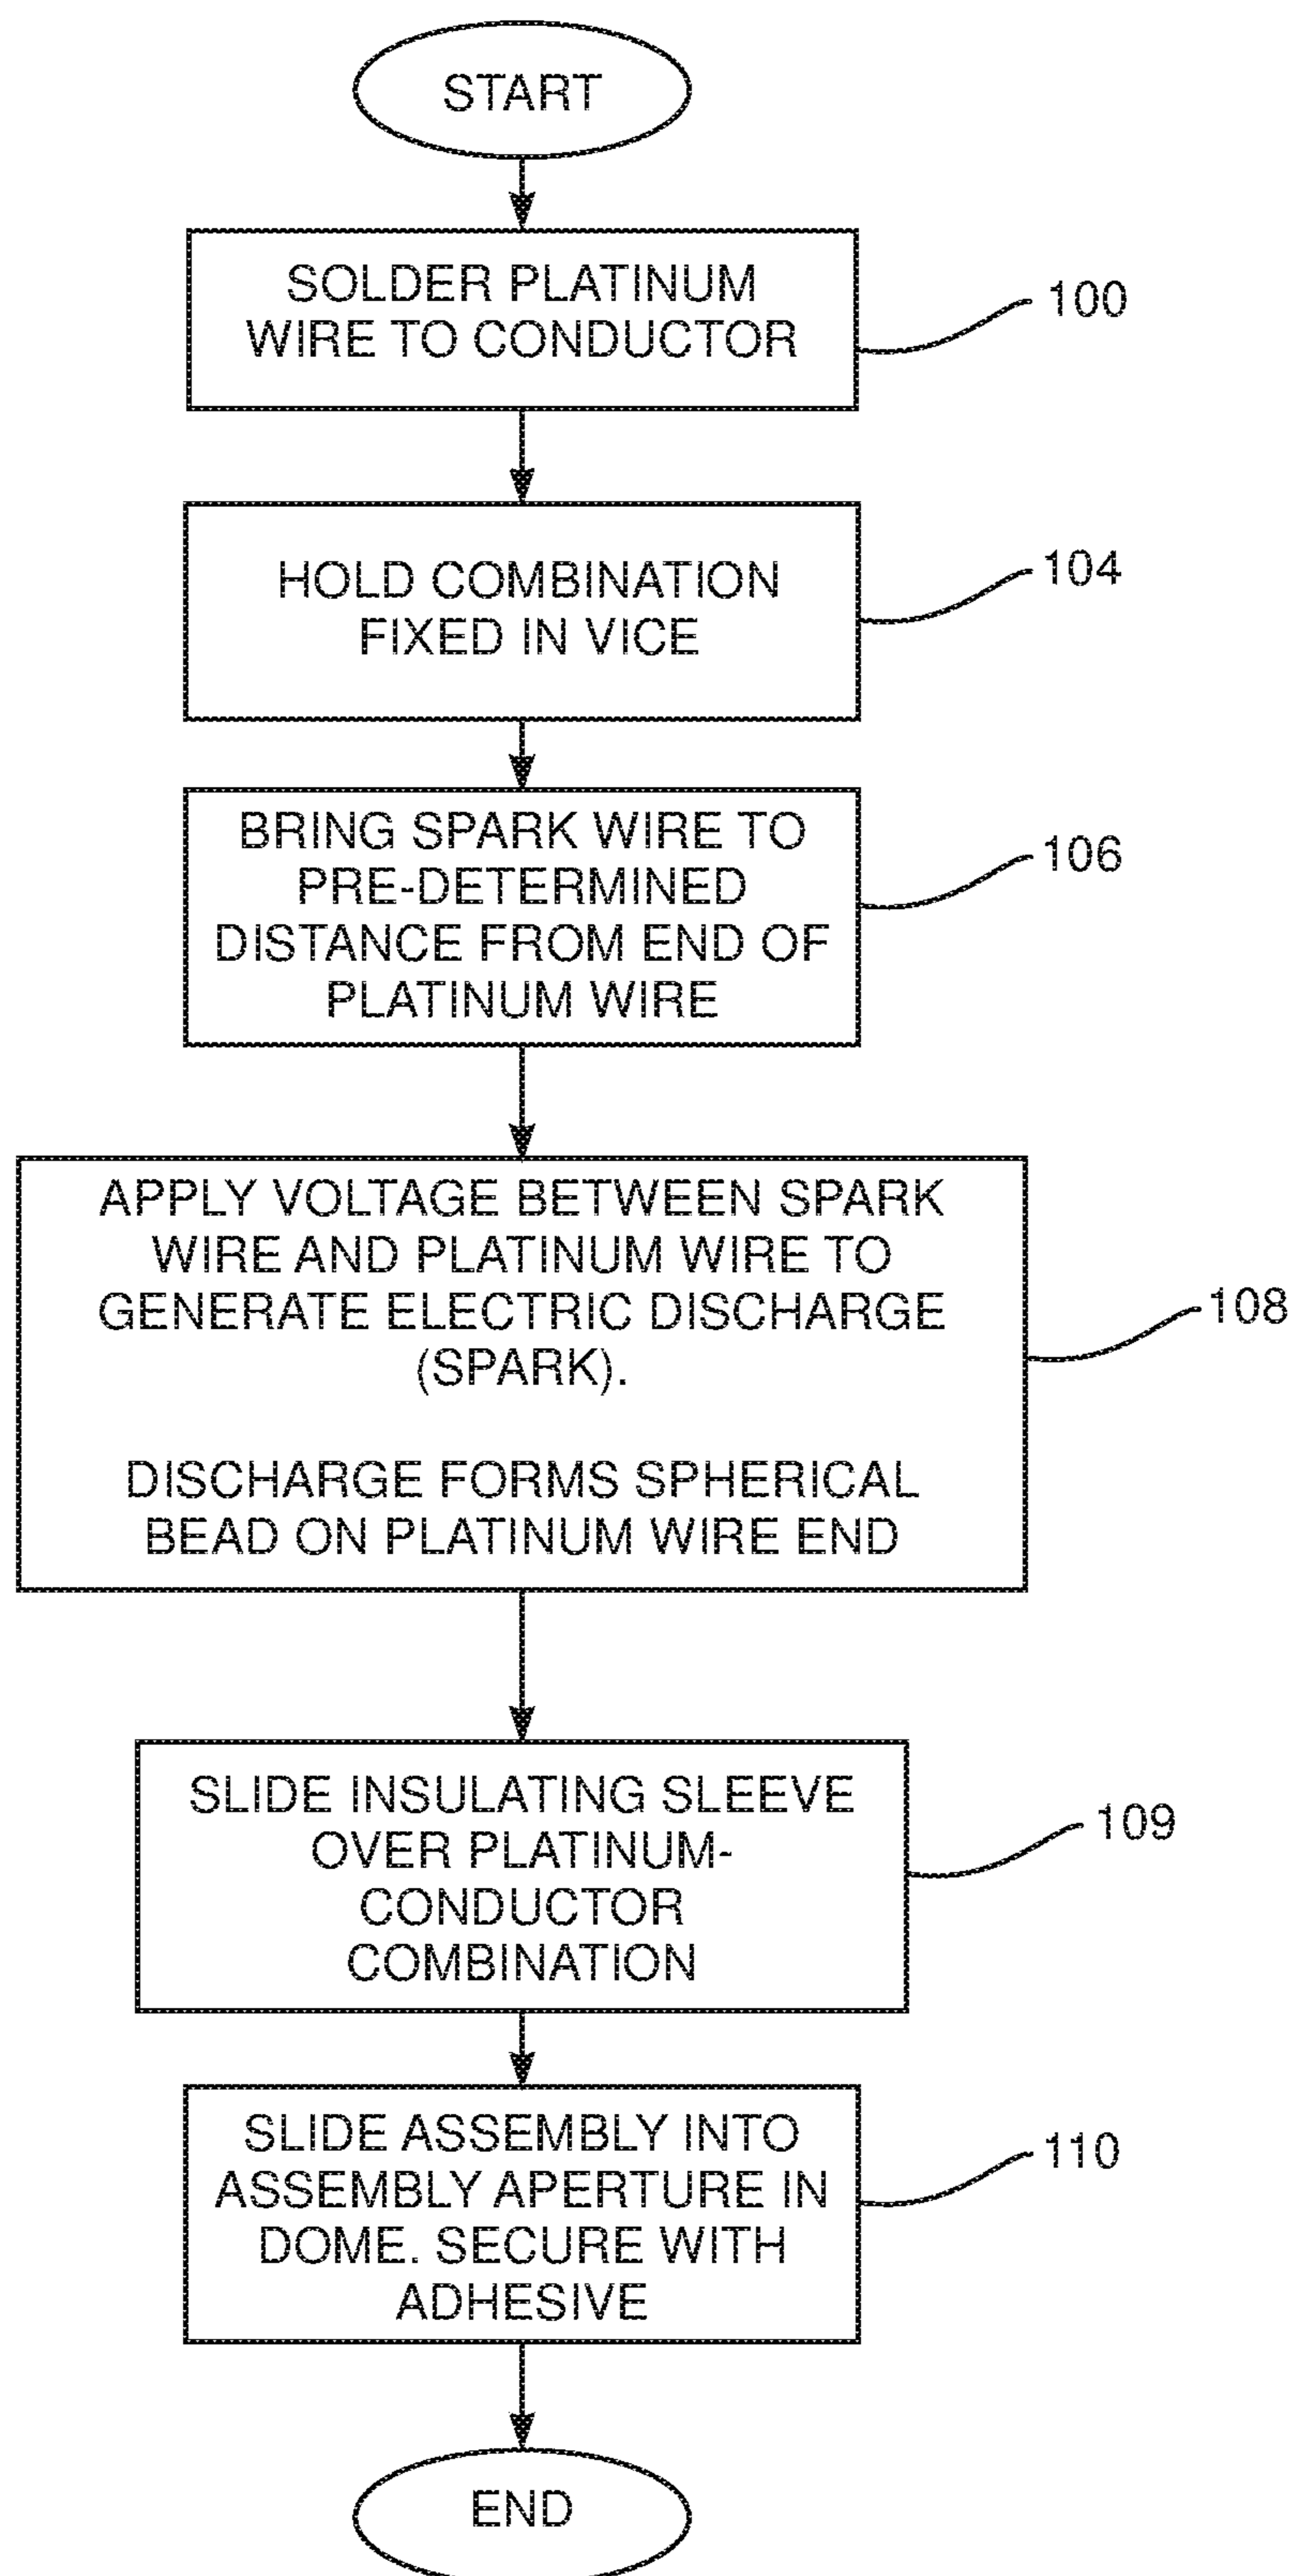 START
SOLDER PLATINUM
WIRE TO CONDUCTOR
100
HOLD COMBINATION
FIXED IN VICE
104
BRING SPARK WIRE TO
PRE-DETERMINED
DISTANCE FROM END OF
PLATINUM WIRE
106
APPLY VOLTAGE BETWEEN SPARK
WIRE AND PLATINUM WIRE TO
GENERATE ELECTRIC DISCHARGE
(SPARK).
DISCHARGE FORMS SPHERICAL
BEAD ON PLATINUM WIRE END
108
SLIDE INSULATING SLEEVE
OVER PLATINUM-
CONDUCTOR
COMBINATION
109
SLIDE ASSEMBLY INTO
ASSEMBLY APERTURE IN
DOME. SECURE WITH
ADHESIVE
110
END